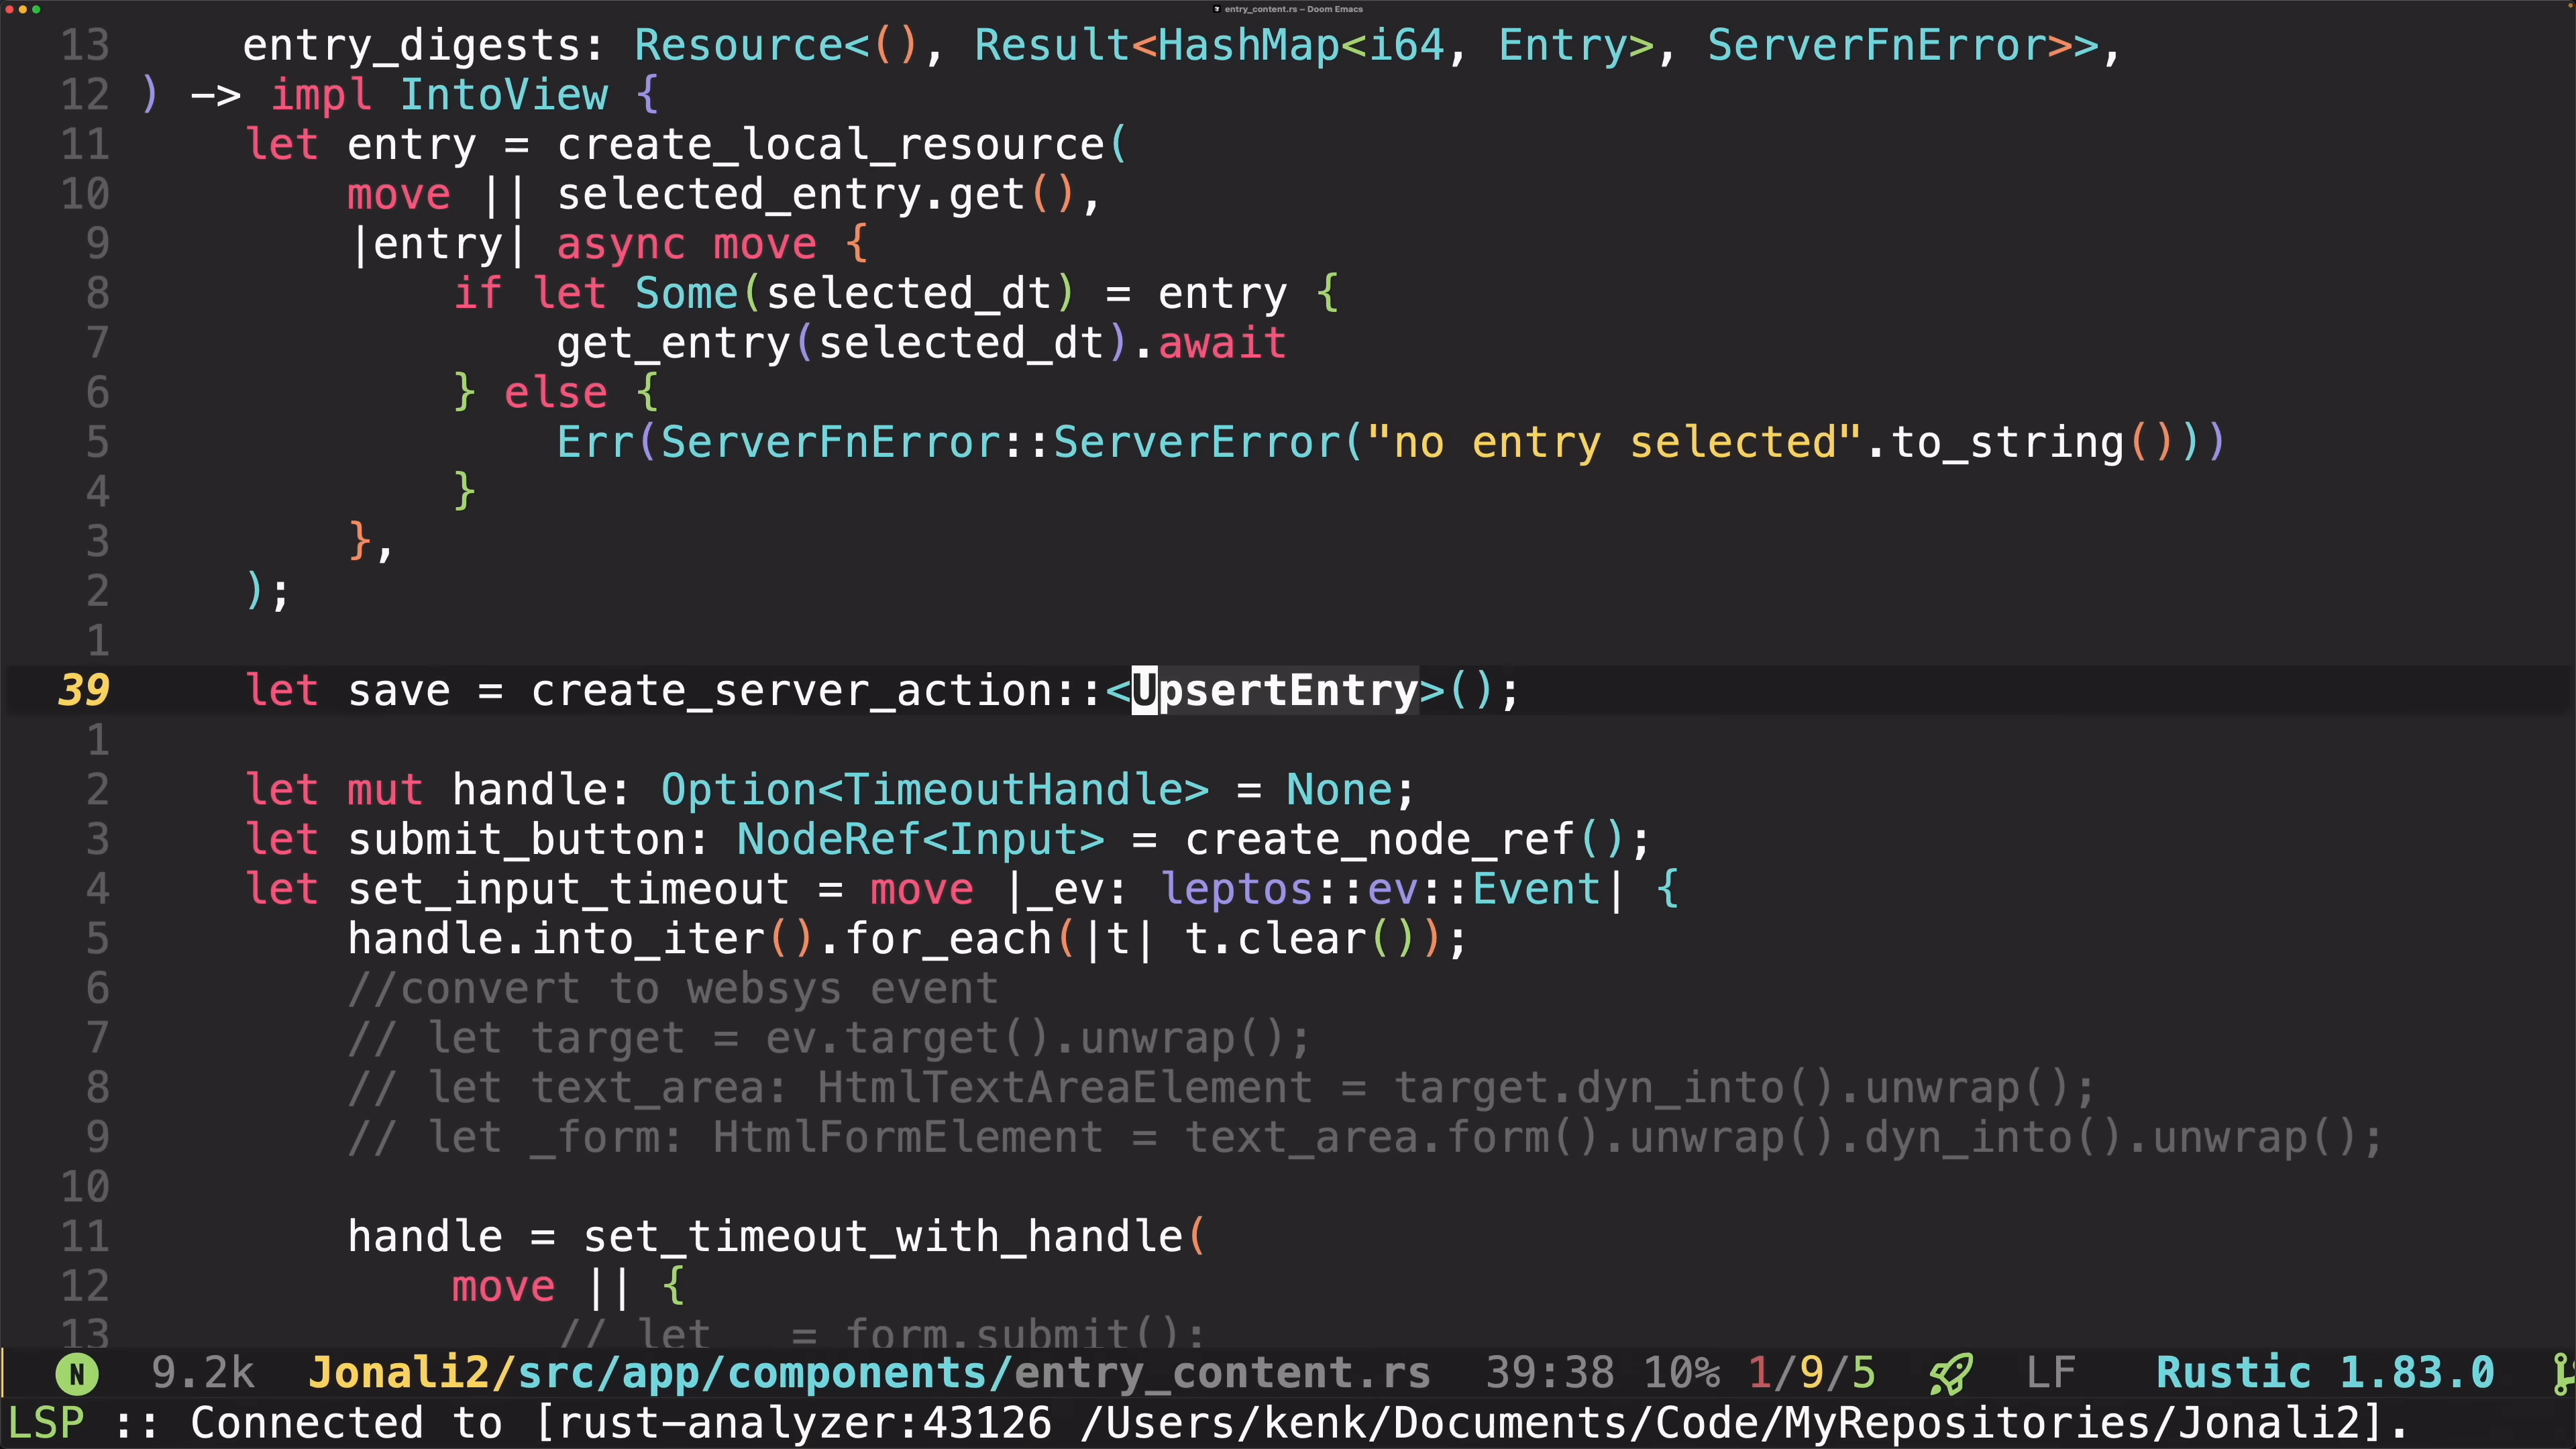 entry_content.rs – Doom Emacs
13 entry_digests: Resource<(), Result<HashMap<i64, Entry>, ServerFnError>>,
12 ) -> impl IntoView {
11 let entry = create_local_resource(
10 move || selected_entry.get(),
9 |entry| async move {
8 if let Some(selected_dt) = entry {
7 get_entry(selected_dt).await
6 } else {
5 Err(ServerFnError::ServerError("no entry selected".to_string()))
4 }
3 },
2 );
1
39 let save = create_server_action::<UpsertEntry>();
1
2 let mut handle: Option<TimeoutHandle> = None;
3 let submit_button: NodeRef<Input> = create_node_ref();
4 let set_input_timeout = move |_ev: leptos::ev::Event| {
5 handle.into_iter().for_each(|t| t.clear());
6 //convert to websys event
7 // let target = ev.target().unwrap();
8 // let text_area: HtmlTextAreaElement = target.dyn_into().unwrap();
9 // let _form: HtmlFormElement = text_area.form().unwrap().dyn_into().unwrap();
10
11 handle = set_timeout_with_handle(
12 move || {
13 // let _ = form.submit();
N 9.2k Jonali2/src/app/components/entry_content.rs 39:38 10% 1/9/5 LF Rustic 1.83.0
LSP :: Connected to [rust-analyzer:43126 /Users/kenk/Documents/Code/MyRepositories/Jonali2].